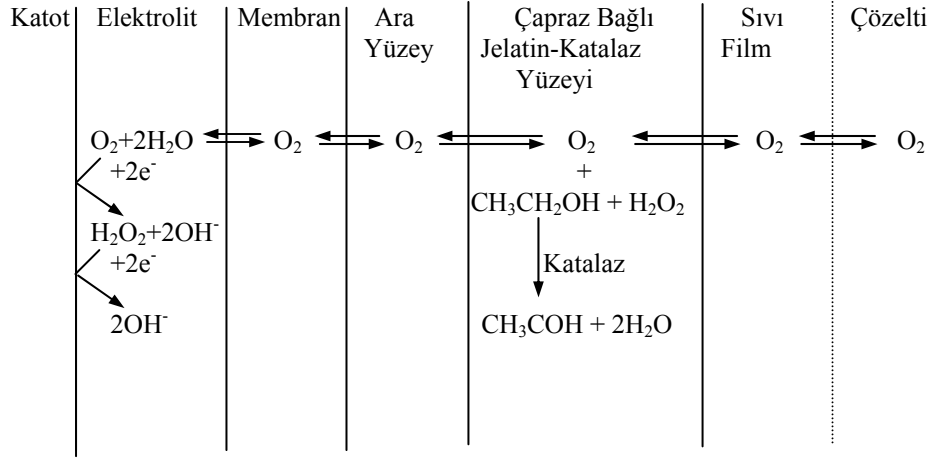 Katot Elektrolit Membran Ara Yüzey Çapraz Bağlı Jelatin-Katalaz Yüzeyi Sıvı Film Çözelti
O₂+2H₂O O₂ O₂ O₂ O₂ O₂
+2e⁻ +
CH₃CH₂OH + H₂O₂
H₂O₂+2OH⁻
+2e⁻ Katalaz
2OH⁻ CH₃COH + 2H₂O